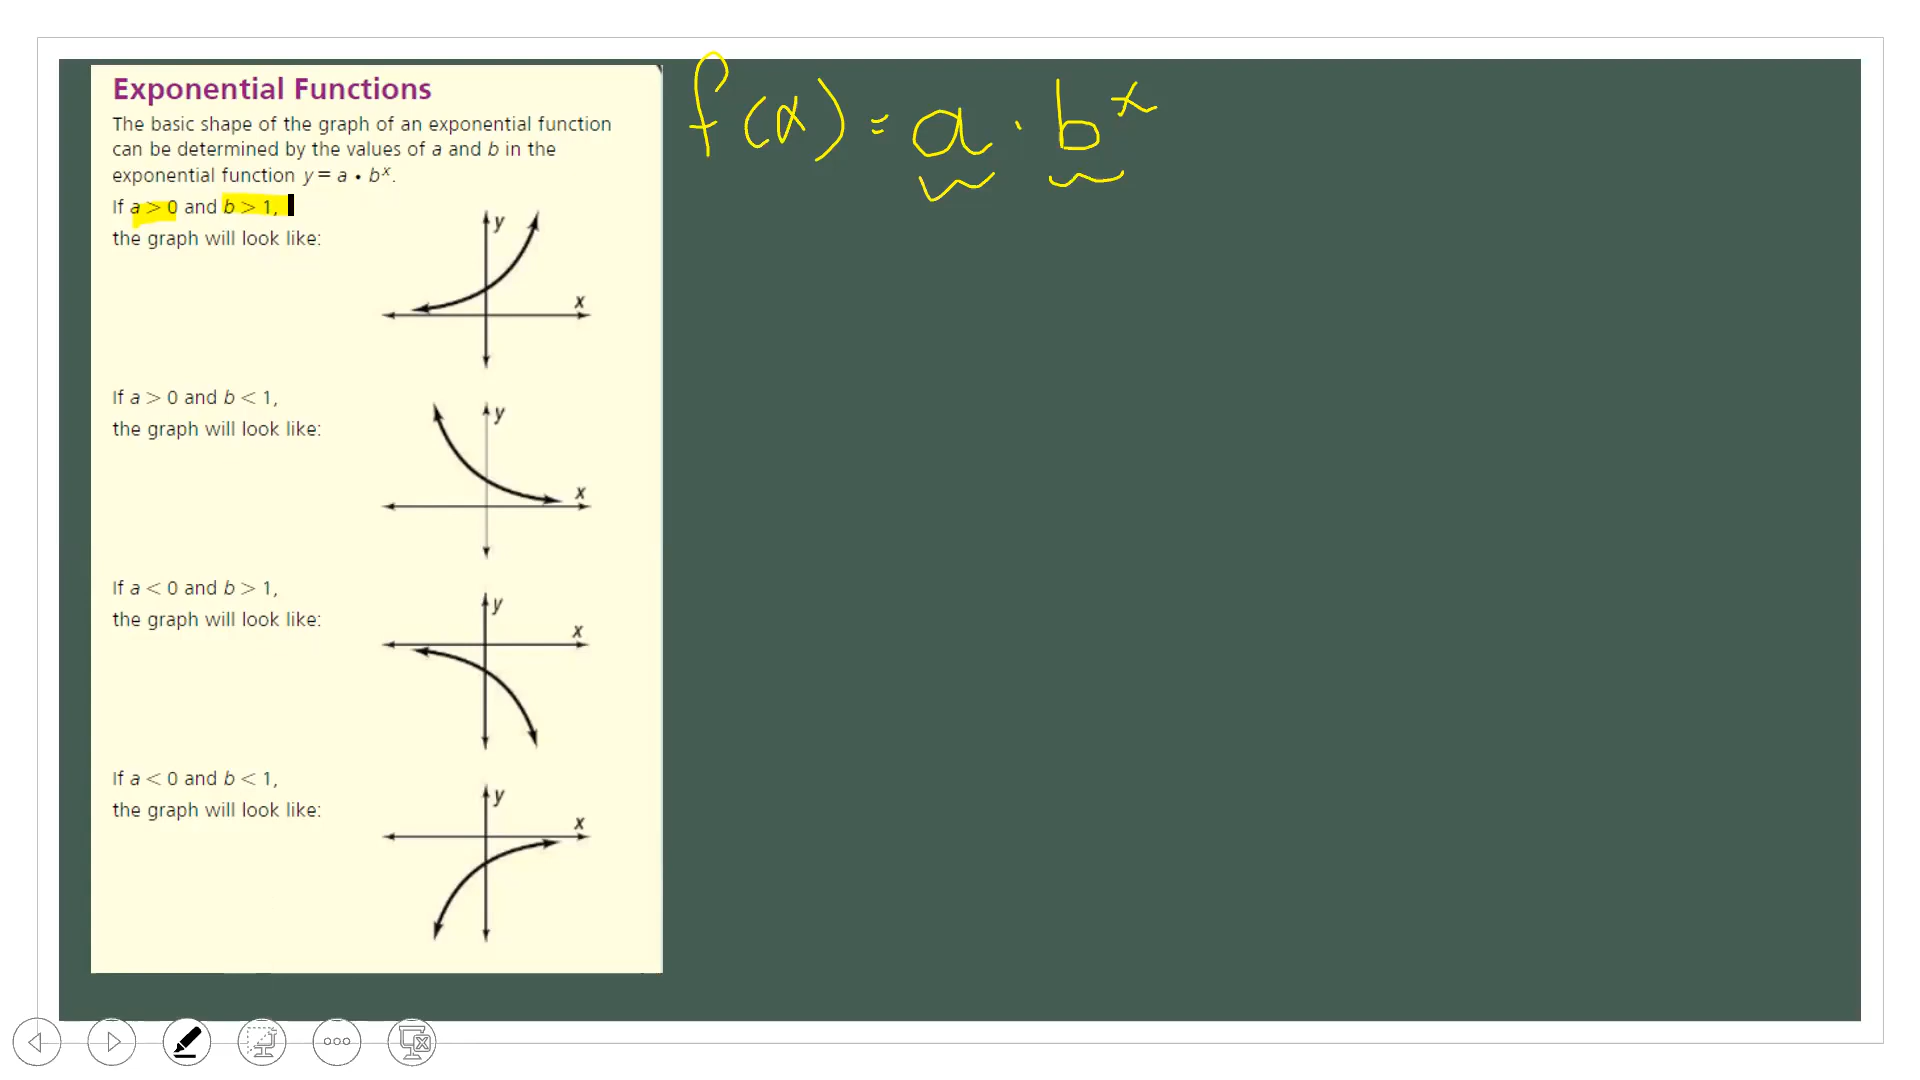 Exponential Functions
The basic shape of the graph of an exponential function
can be determined by the values of a and b in the
exponential function y = a • bˣ.
If a > 0 and b > 1,
the graph will look like:
y
x
If a > 0 and b < 1,
the graph will look like:
y
x
If a < 0 and b > 1,
the graph will look like:
y
x
If a < 0 and b < 1,
the graph will look like:
y
x
f(x) = a · bˣ